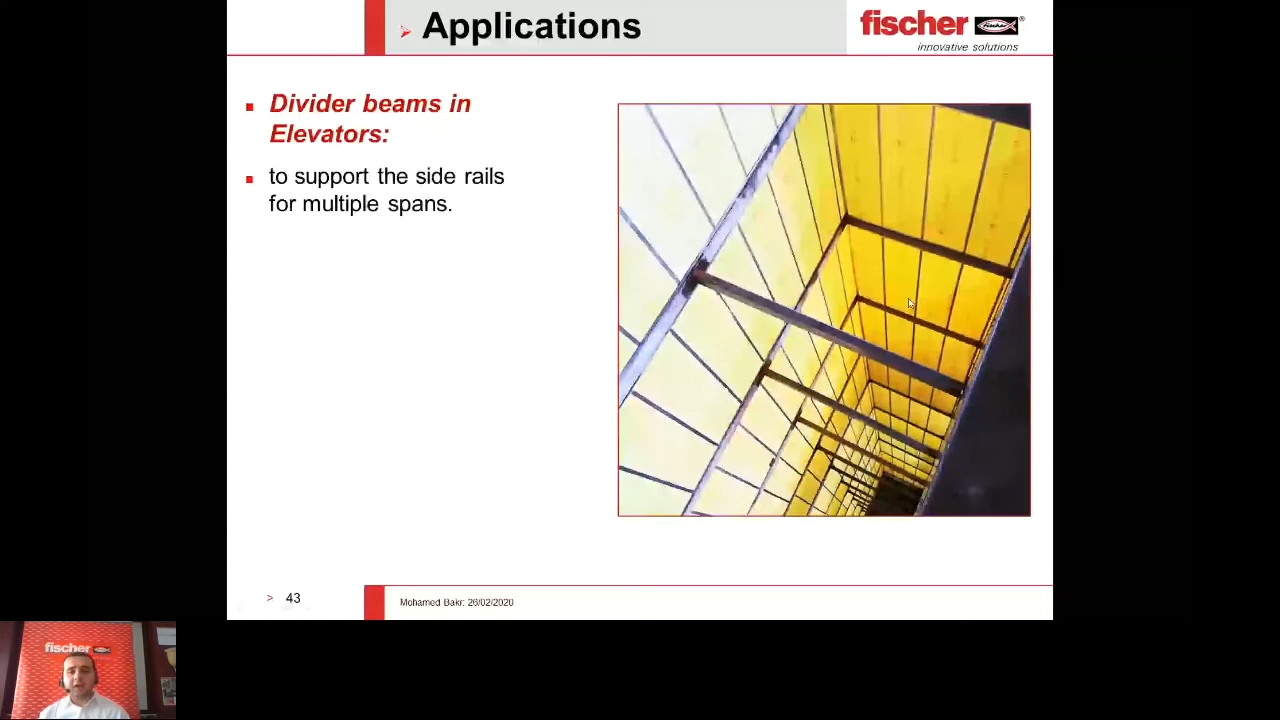 Applications
fischer
innovative solutions
Divider beams in
Elevators:
to support the side rails
for multiple spans.
> 43
Mohamed Bakr: 26/02/2020
fischer